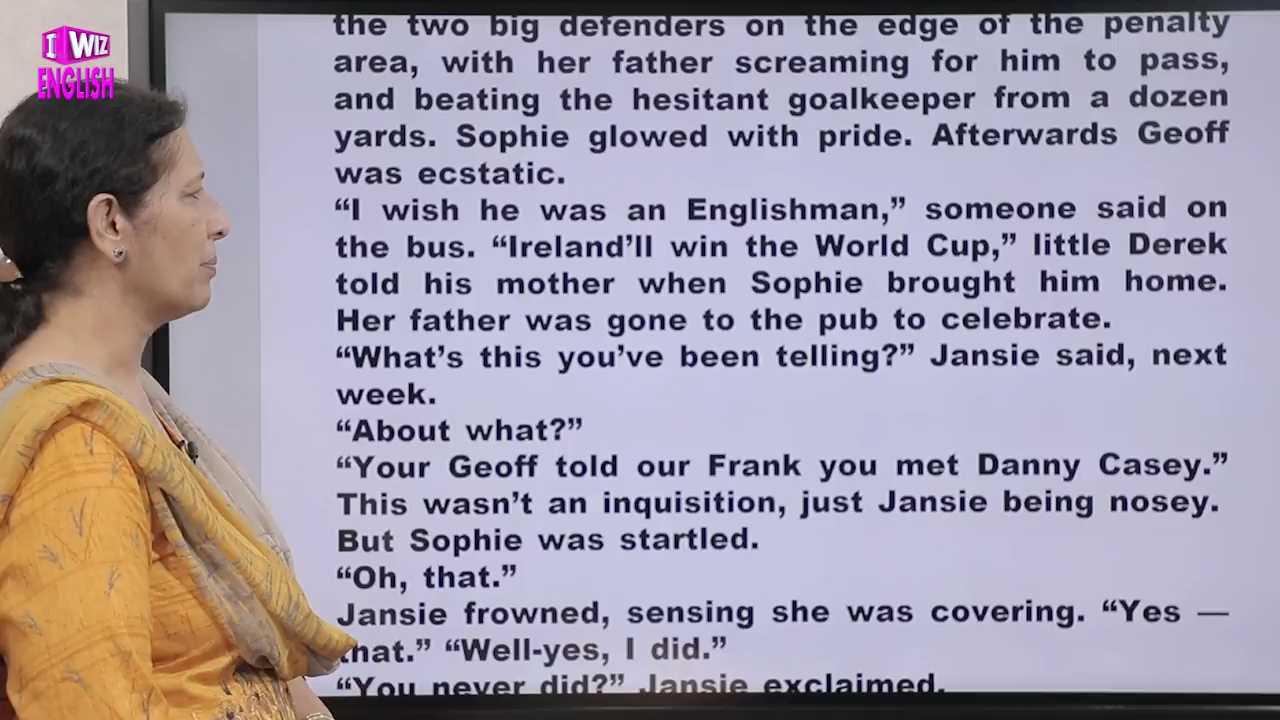 I WIZ
ENGLISH
the two big defenders on the edge of the penalty
area, with her father screaming for him to pass,
and beating the hesitant goalkeeper from a dozen
yards. Sophie glowed with pride. Afterwards Geoff
was ecstatic.
“I wish he was an Englishman,” someone said on
the bus. “Ireland’ll win the World Cup,” little Derek
told his mother when Sophie brought him home.
Her father was gone to the pub to celebrate.
“What’s this you’ve been telling?” Jansie said, next
week.
“About what?”
“Your Geoff told our Frank you met Danny Casey.”
This wasn’t an inquisition, just Jansie being nosey.
But Sophie was startled.
“Oh, that.”
Jansie frowned, sensing she was covering. “Yes —
that.” “Well-yes, I did.”
“You never did?” Jansie exclaimed.